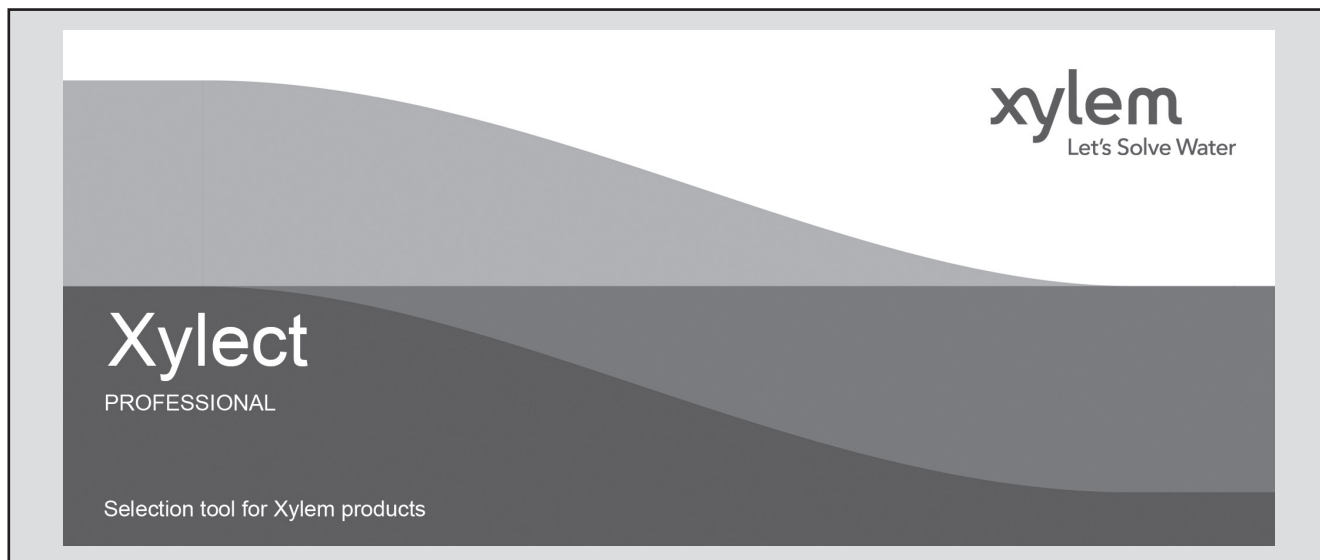 xylem
Let's Solve Water
Xylect
PROFESSIONAL
Selection tool for Xylem products